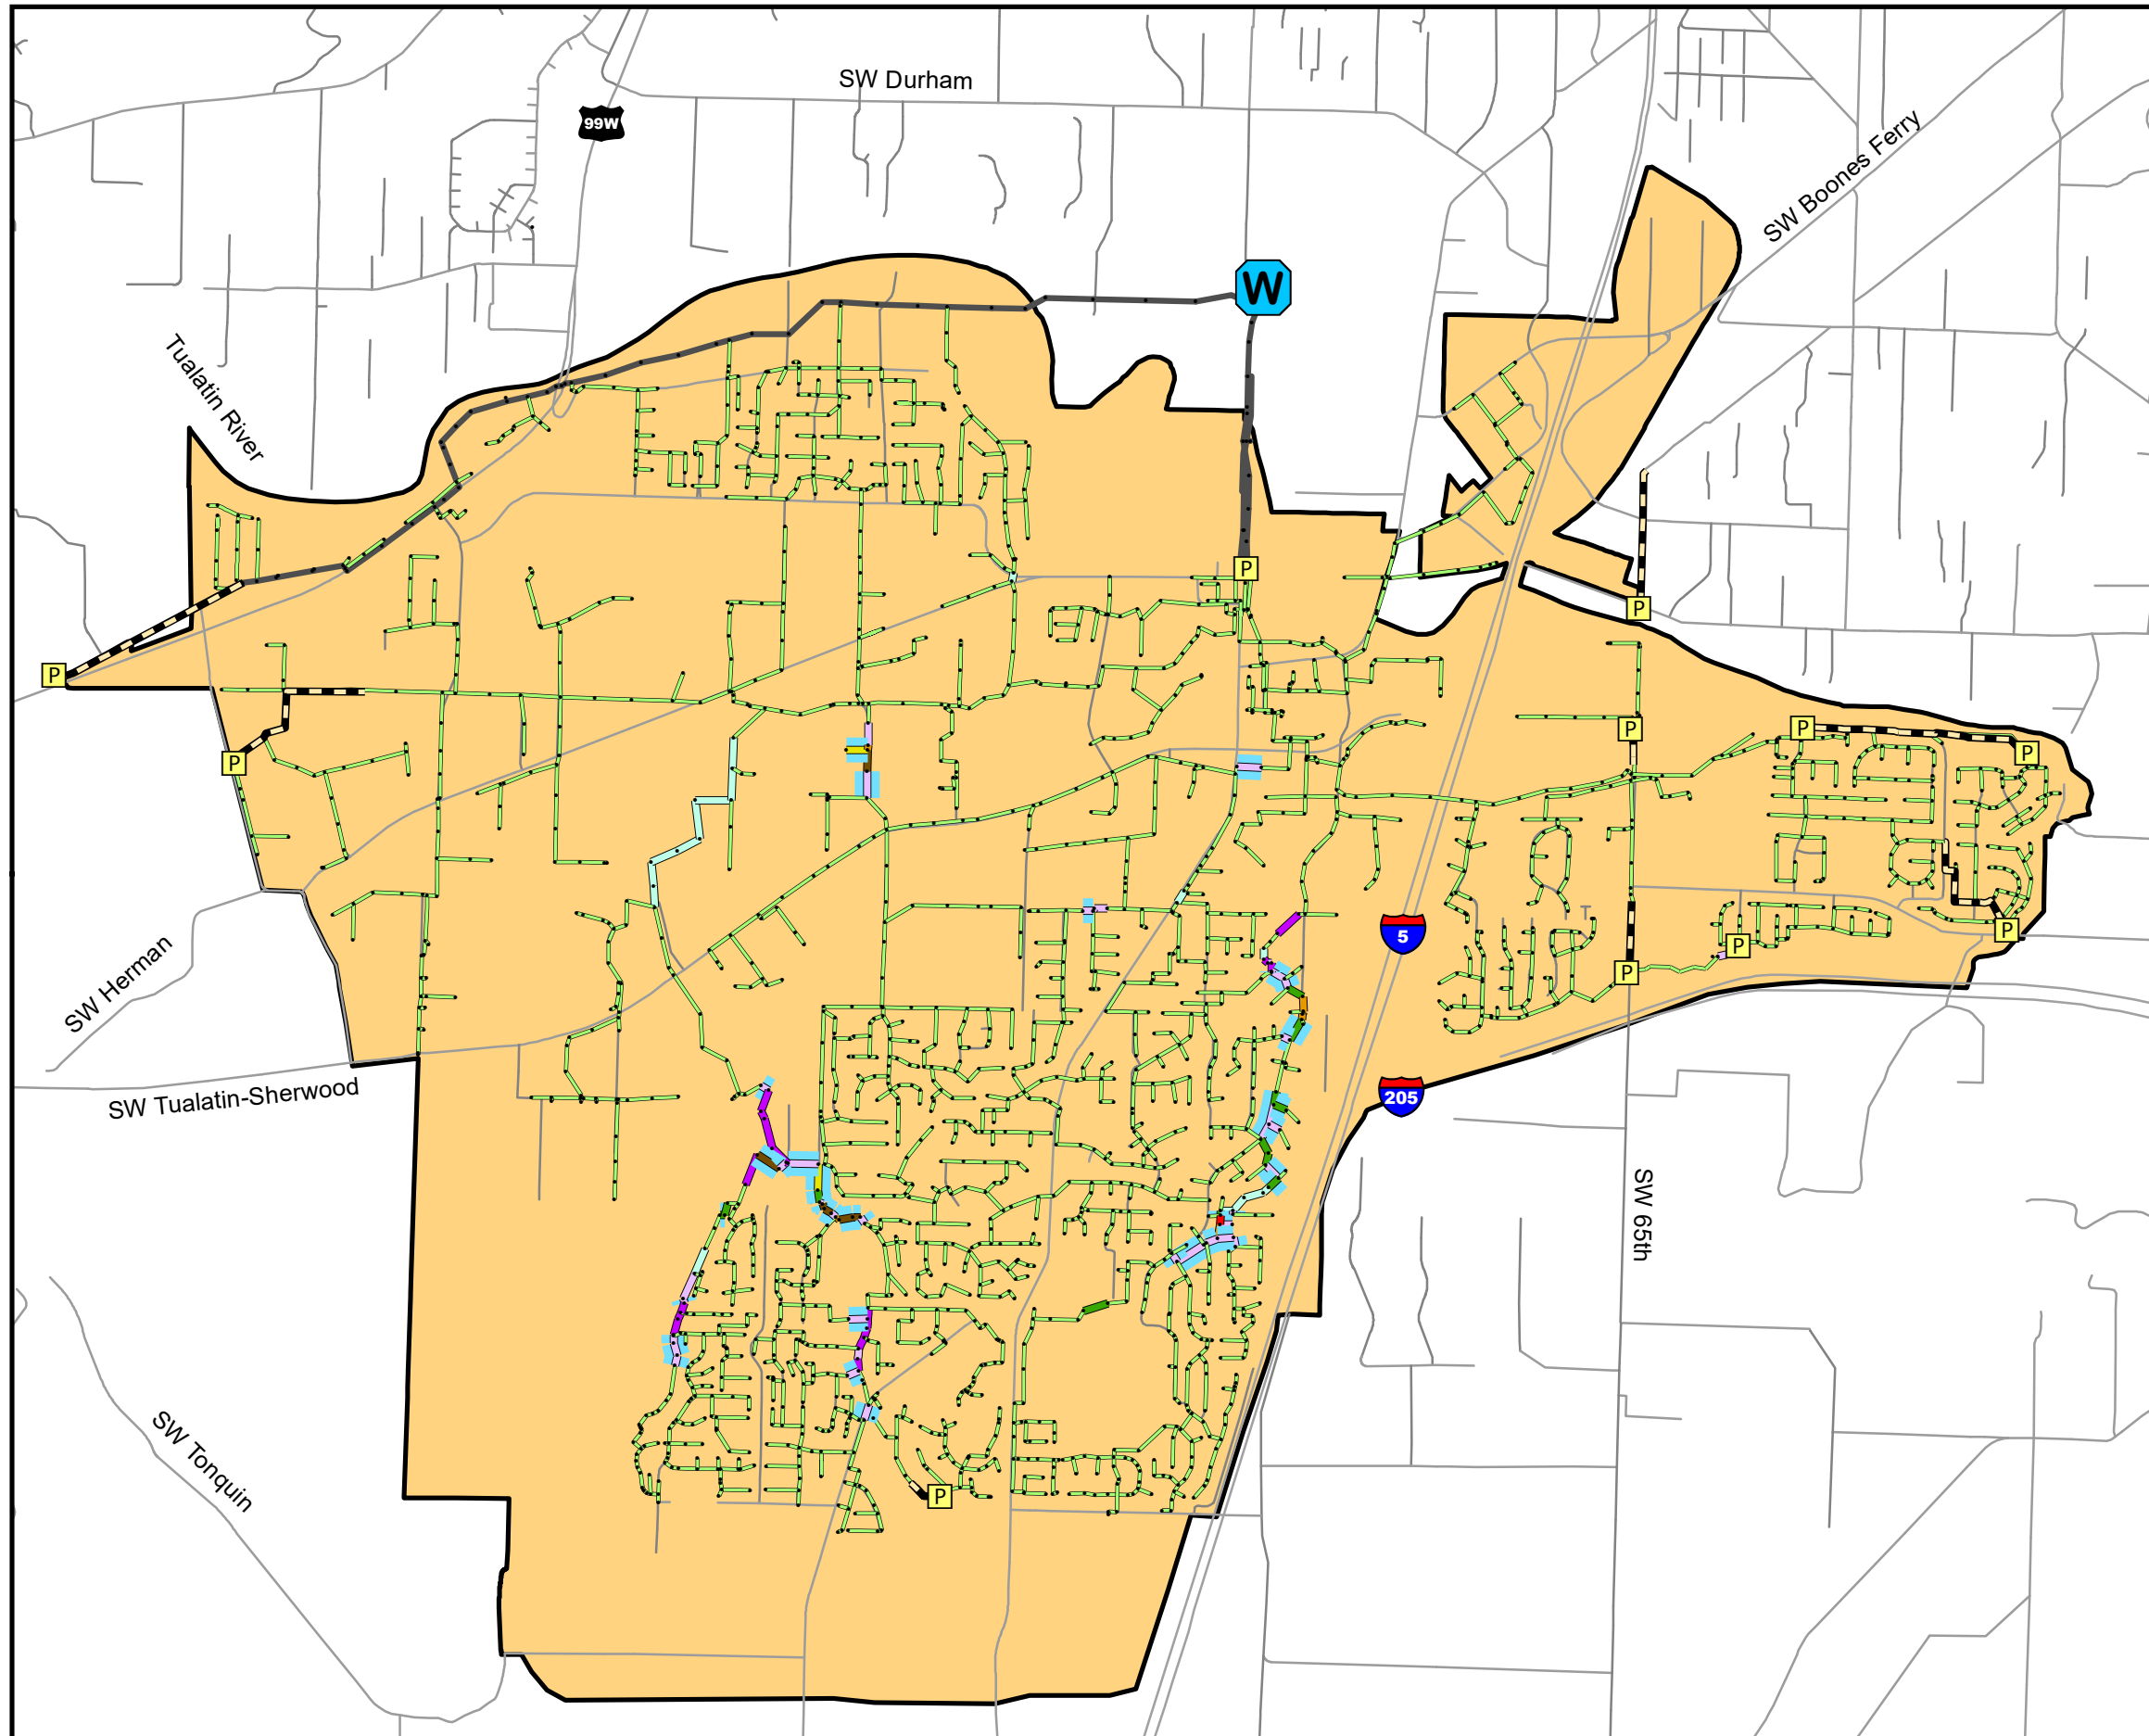 SW Durham
99W
SW Boones Ferry
W
Tualatin River
P
P
P
P
P
P
P
P
5
P
P
P
SW Herman
205
SW Tualatin-Sherwood
SW 65th
SW Tonquin
P